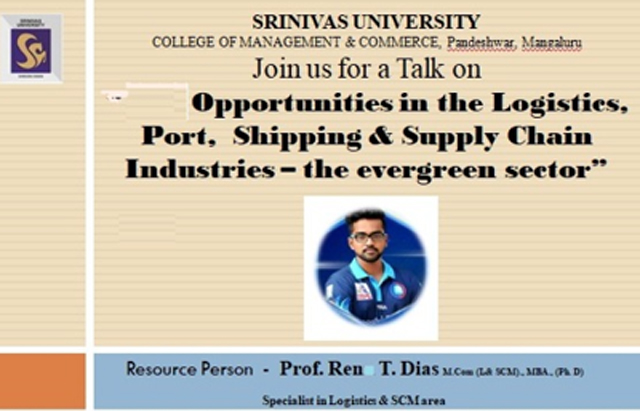 SRINIVAS UNIVERSITY
SRINIVAS UNIVERSITY
COLLEGE OF MANAGEMENT & COMMERCE, Pandeshwar, Mangaluru
Join us for a Talk on
Opportunities in the Logistics,
Port, Shipping & Supply Chain
Industries – the evergreen sector”
Resource Person - Prof. Ren T. Dias M.Com (L& SCM)., MBA., (Ph. D)
Specialist in Logistics & SCM area